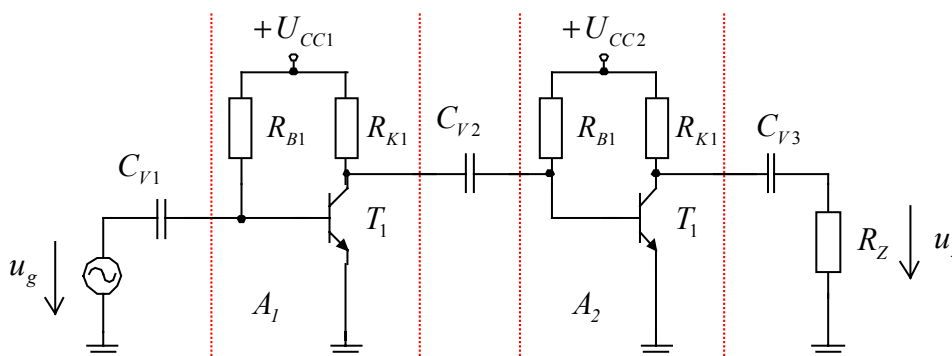 +U_CC1
+U_CC2
R_B1
R_K1
C_V2
R_B1
R_K1
C_V3
C_V1
T_1
T_1
u_g
R_Z
A_1
A_2